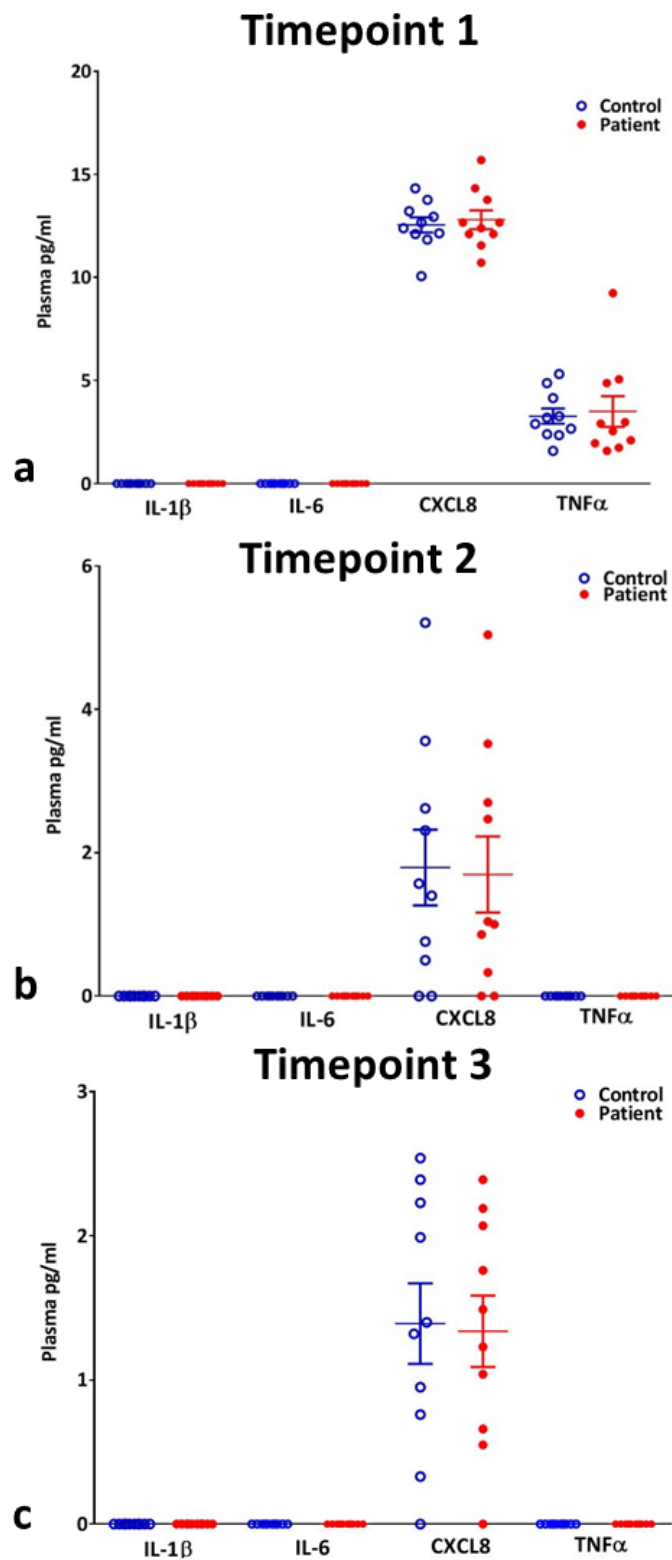 Timepoint 1
20
Control
Patient
15
Plasma pg/ml
10
5
a
0
IL-1β IL-6 CXCL8 TNFα
Timepoint 2
6
Control
Patient
4
Plasma pg/ml
2
b
0
IL-1β IL-6 CXCL8 TNFα
Timepoint 3
3
Control
Patient
2
Plasma pg/ml
1
c
0
IL-1β IL-6 CXCL8 TNFα